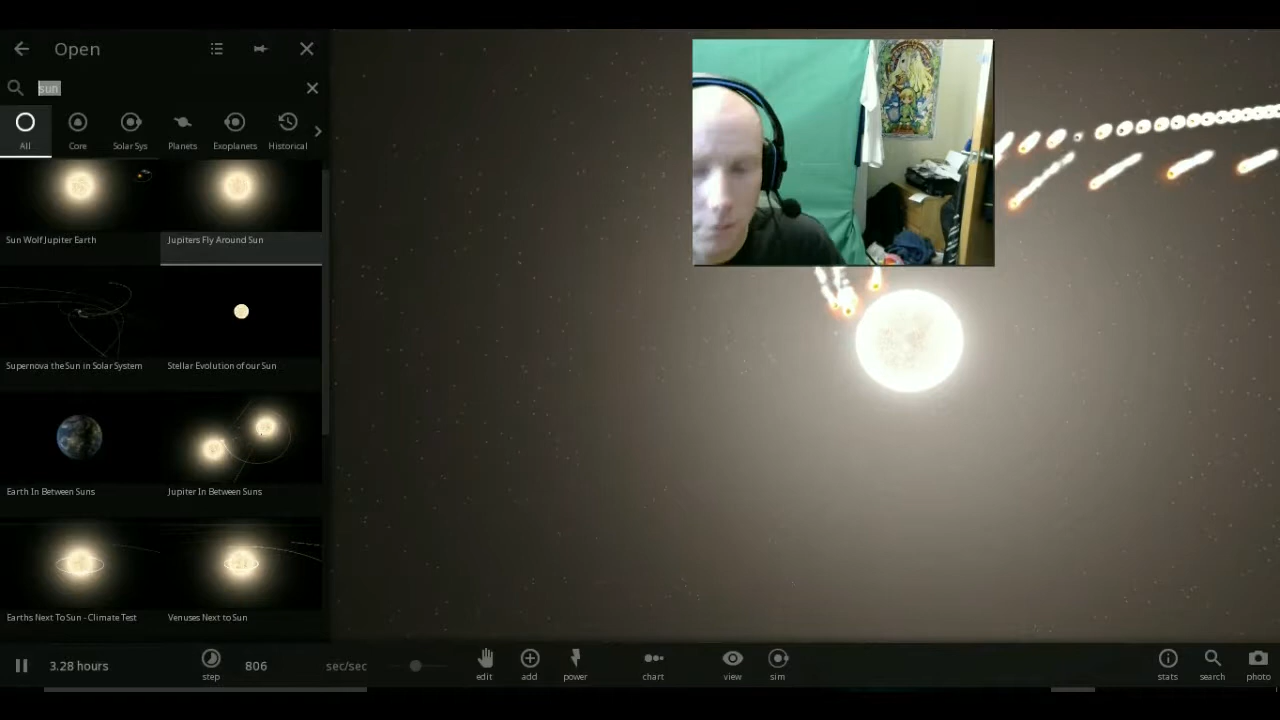 Open
sun
All
Core
Solar Sys
Planets
Exoplanets
Historical
Sun Wolf Jupiter Earth
Jupiters Fly Around Sun
Supernova the Sun in Solar System
Stellar Evolution of our Sun
Earth In Between Suns
Jupiter In Between Suns
Earths Next To Sun - Climate Test
Venuses Next to Sun
3.28 hours
step
806
sec/sec
edit
add
power
chart
view
sim
stats
search
photo